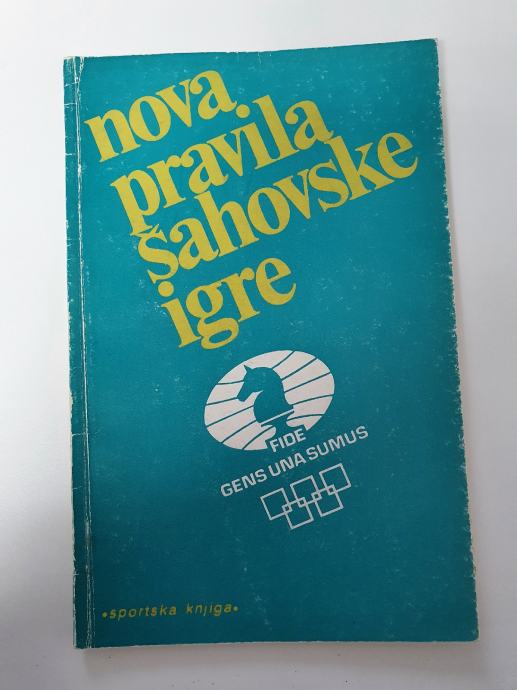 nova
pravila
šahovske
igre
FIDE
GENS UNA SUMUS
•sportska knjiga•